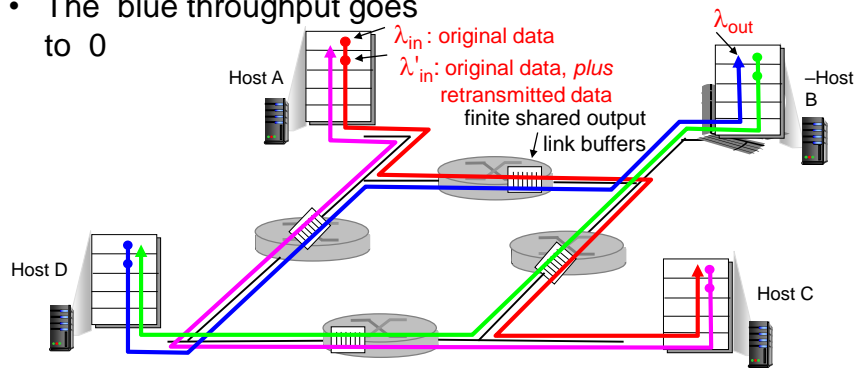 • The blue throughput goes
to 0
λin : original data
λ'in: original data, plus
retransmitted data
λout
Host A
–Host
B
finite shared output
link buffers
Host D
Host C